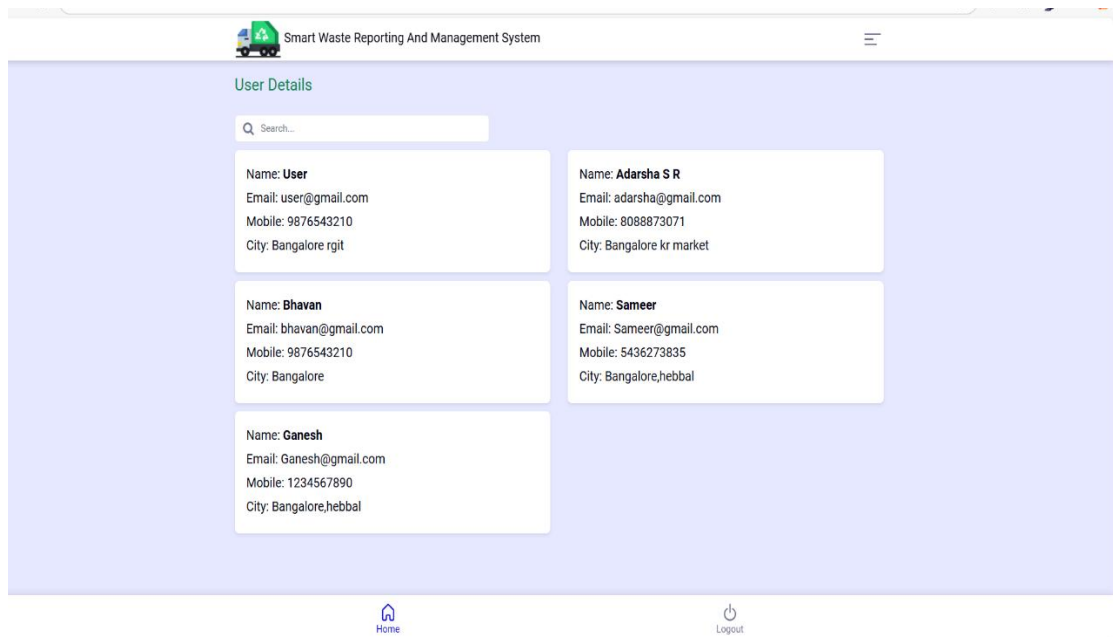 Smart Waste Reporting And Management System
User Details
Search...
Name: User
Email: user@gmail.com
Mobile: 9876543210
City: Bangalore rgit
Name: Adarsha S R
Email: adarsha@gmail.com
Mobile: 8088873071
City: Bangalore kr market
Name: Bhavan
Email: bhavan@gmail.com
Mobile: 9876543210
City: Bangalore
Name: Sameer
Email: Sameer@gmail.com
Mobile: 5436273835
City: Bangalore,hebbal
Name: Ganesh
Email: Ganesh@gmail.com
Mobile: 1234567890
City: Bangalore,hebbal
Home
Logout